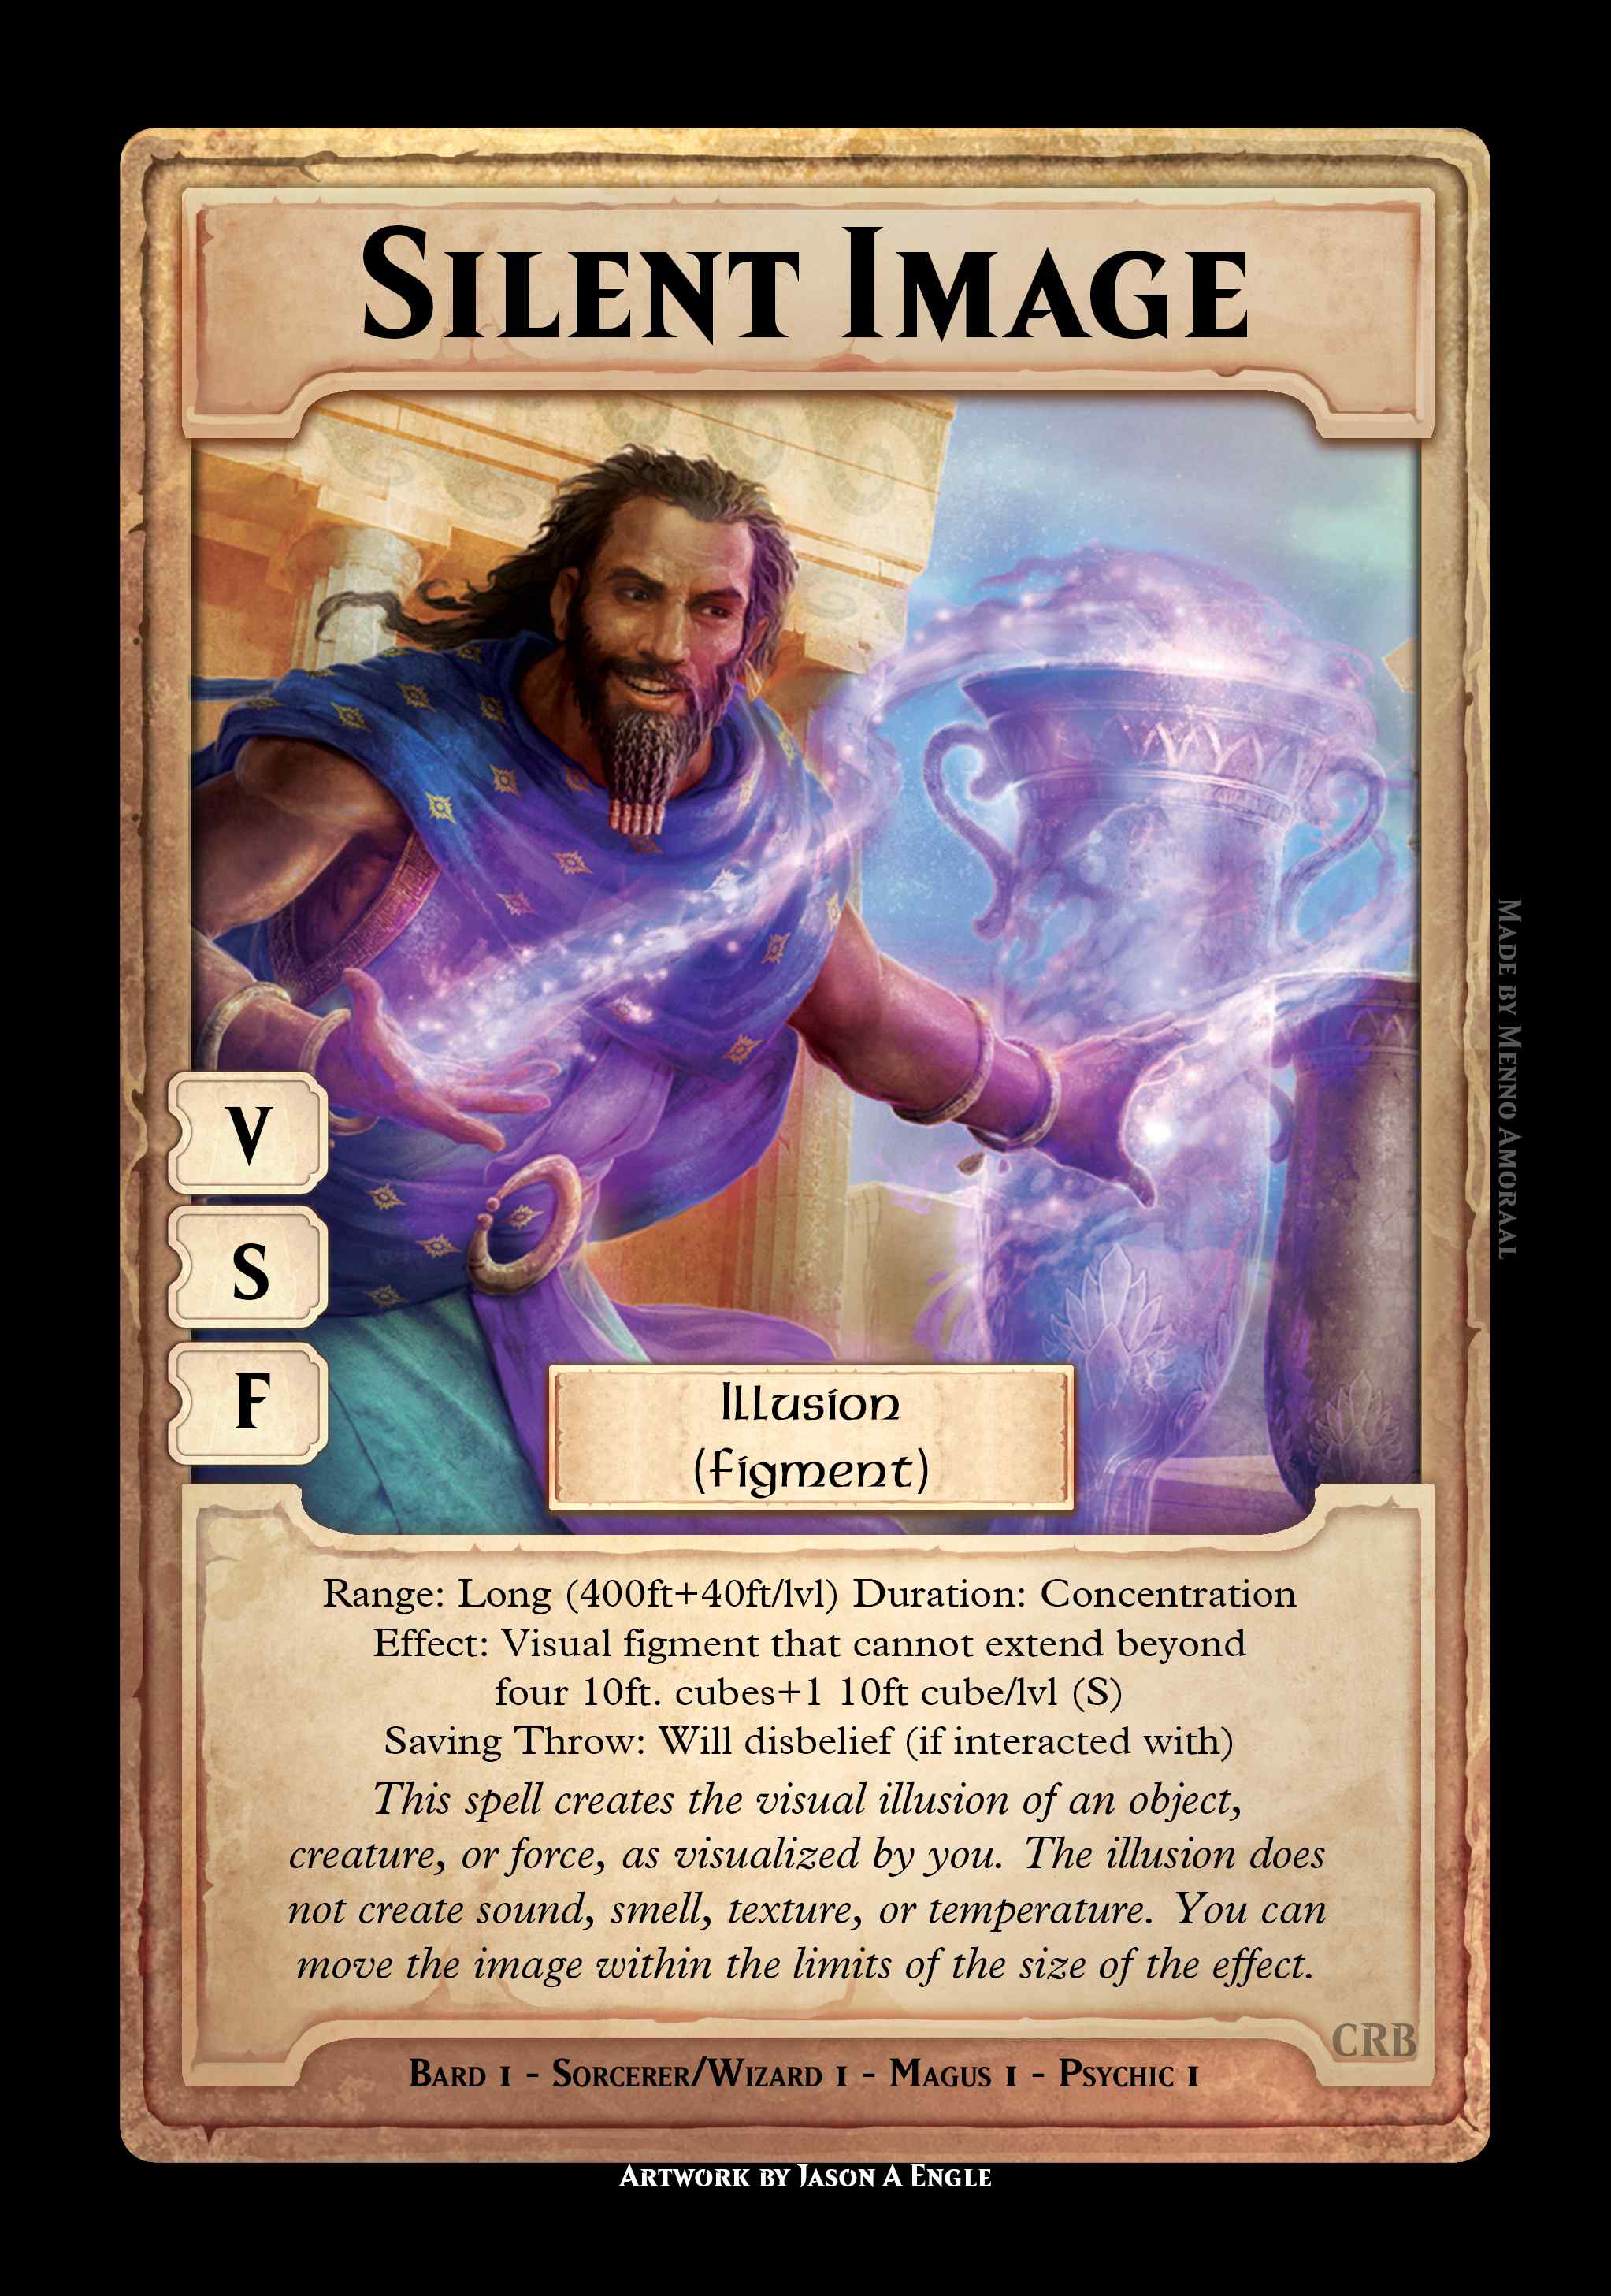 Silent Image
V
S
F
Illusion
(Figment)
Range: Long (400ft+40ft/lvl) Duration: Concentration
Effect: Visual figment that cannot extend beyond
four 10ft. cubes+1 10ft cube/lvl (S)
Saving Throw: Will disbelief (if interacted with)
This spell creates the visual illusion of an object,
creature, or force, as visualized by you. The illusion does
not create sound, smell, texture, or temperature. You can
move the image within the limits of the size of the effect.
CRB
Bard 1 - Sorcerer/Wizard 1 - Magus 1 - Psychic 1
Artwork by Jason A Engle
Made by Menno Amoraal